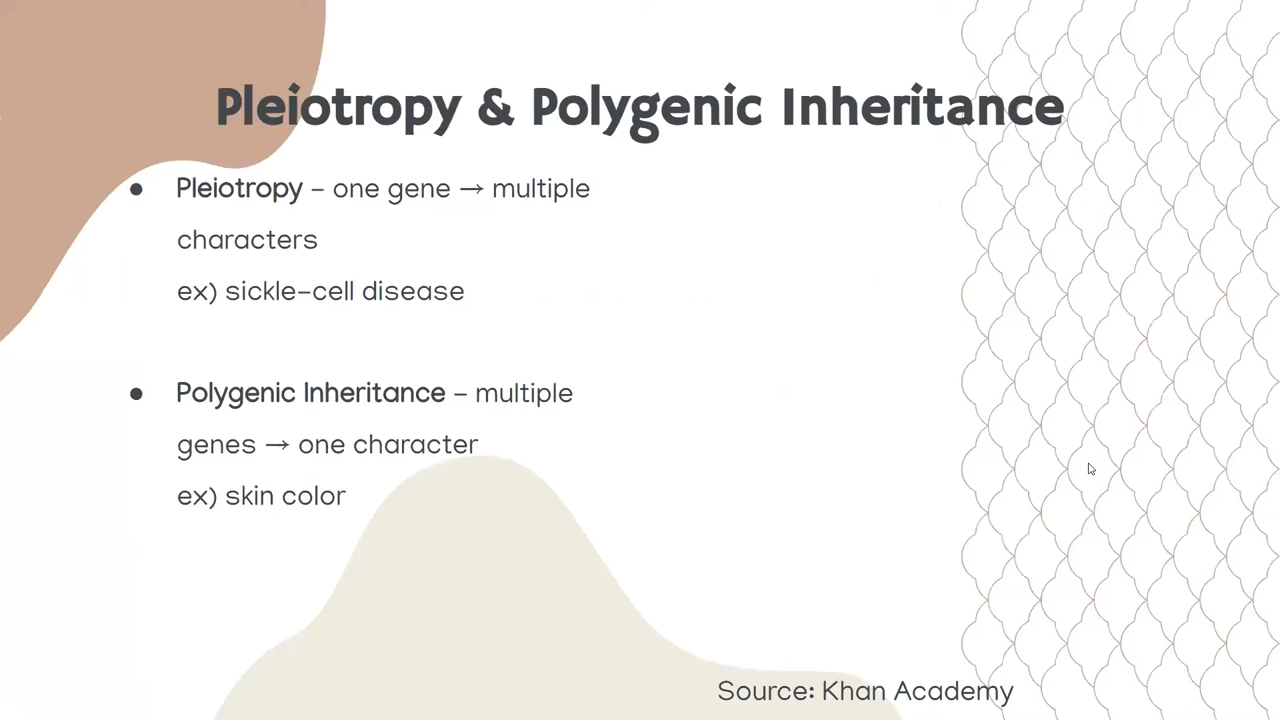 Pleiotropy & Polygenic Inheritance
● Pleiotropy – one gene → multiple
characters
ex) sickle-cell disease
● Polygenic Inheritance – multiple
genes → one character
ex) skin color
Source: Khan Academy